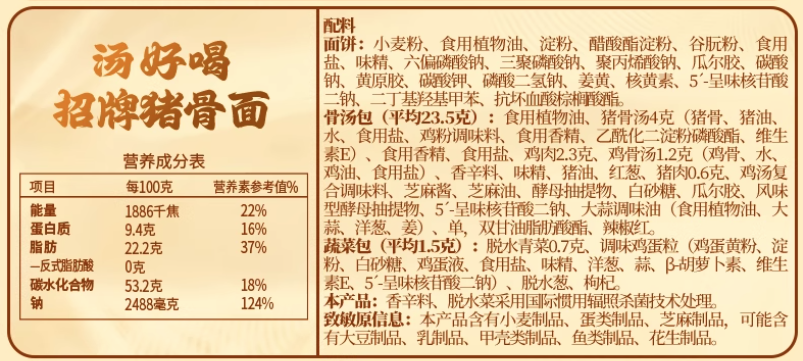 汤好喝
招牌猪骨面
营养成分表
项目 每100克 营养素参考值%
能量 1886千焦 22%
蛋白质 9.4克 16%
脂肪 22.2克 37%
—反式脂肪酸 0克
碳水化合物 53.2克 18%
钠 2488毫克 124%
配料
面饼：小麦粉、食用植物油、淀粉、醋酸酯淀粉、谷朊粉、食用
盐、味精、六偏磷酸钠、三聚磷酸钠、聚丙烯酸钠、瓜尔胶、碳酸
钠、黄原胶、碳酸钾、磷酸二氢钠、姜黄、核黄素、5´-呈味核苷酸
二钠、二丁基羟基甲苯、抗坏血酸棕榈酸酯。
骨汤包（平均23.5克）：食用植物油、猪骨汤4克（猪骨、猪油、
水、食用盐、鸡粉调味料、食用香精、乙酰化二淀粉磷酸酯、维生
素E）、食用香精、食用盐、鸡肉2.3克、鸡骨汤1.2克（鸡骨、水、
鸡油、食用盐）、香辛料、味精、猪油、红葱、猪肉0.6克、鸡汤复
合调味料、芝麻酱、芝麻油、酵母抽提物、白砂糖、瓜尔胶、风味
型酵母抽提物、5´-呈味核苷酸二钠、大蒜调味油（食用植物油、大
蒜、洋葱、姜）、单，双甘油脂肪酸酯、辣椒红。
蔬菜包（平均1.5克）：脱水青菜0.7克、调味鸡蛋粒（鸡蛋黄粉、淀
粉、白砂糖、鸡蛋液、食用盐、味精、洋葱、蒜、β-胡萝卜素、维生
素E、5´-呈味核苷酸二钠）、脱水葱、枸杞。
本产品：香辛料、脱水菜采用国际惯用辐照杀菌技术处理。
致敏原信息：本产品含有小麦制品、蛋类制品、芝麻制品，可能含
有大豆制品、乳制品、甲壳类制品、鱼类制品、花生制品。